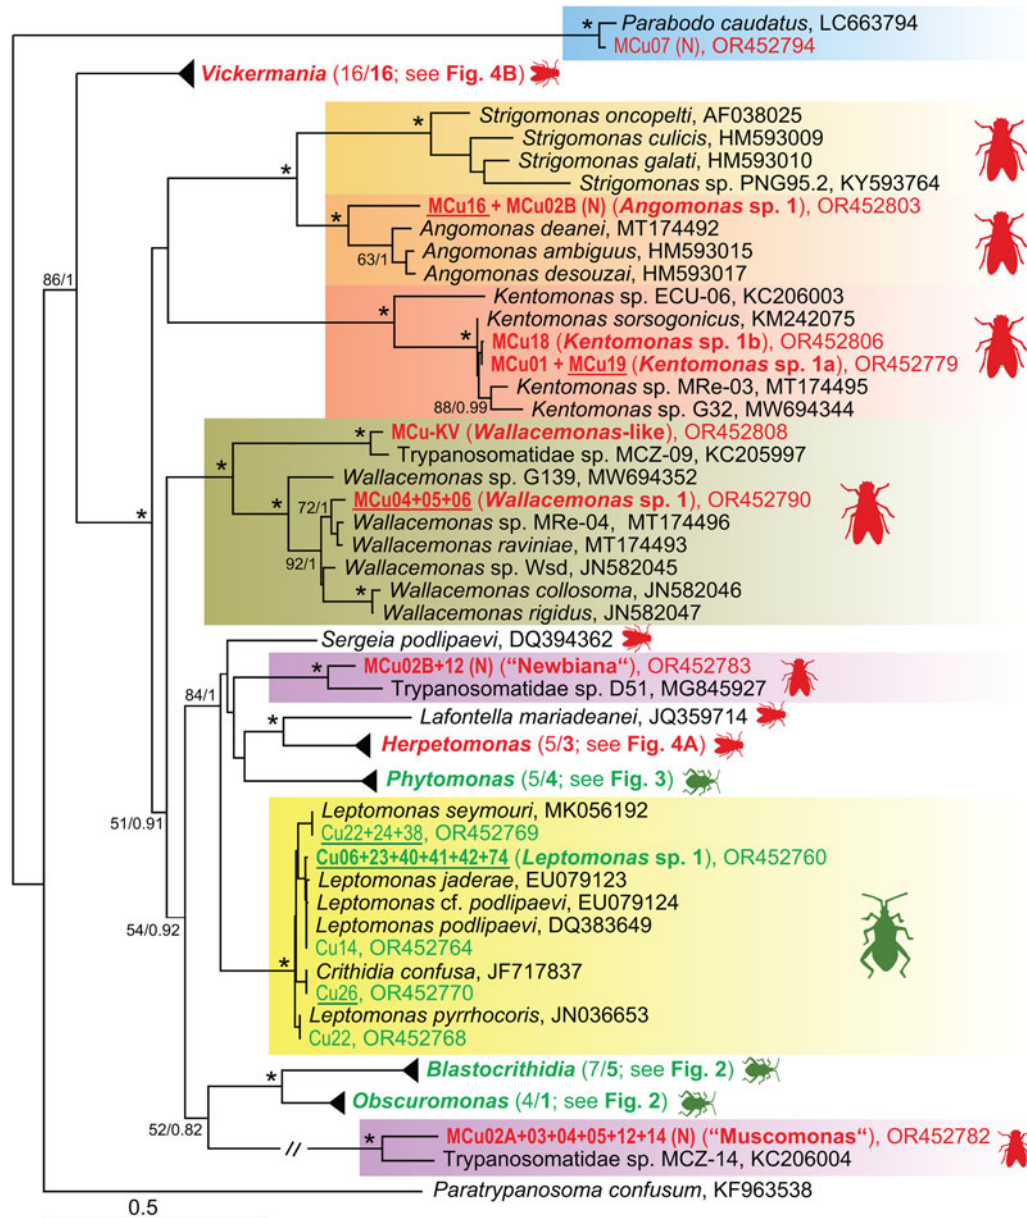 * Parabodo caudatus, LC663794
MCu07 (N), OR452794
Vickermania (16/16; see Fig. 4B)
* Strigomonas oncopelti, AF038025
Strigomonas culicis, HM593009
* Strigomonas galati, HM593010
Strigomonas sp. PNG95.2, KY593764
* MCu16 + MCu02B (N) (Angomonas sp. 1), OR452803
Angomonas deanei, MT174492
63/1 Angomonas ambiguus, HM593015
Angomonas desouzai, HM593017
86/1
Kentomonas sp. ECU-06, KC206003
* Kentomonas sorsogonicus, KM242075
* MCu18 (Kentomonas sp. 1b), OR452806
MCu01 + MCu19 (Kentomonas sp. 1a), OR452779
Kentomonas sp. MRe-03, MT174495
88/0.99 Kentomonas sp. G32, MW694344
* MCu-KV (Wallacemonas-like), OR452808
* Trypanosomatidae sp. MCZ-09, KC205997
Wallacemonas sp. G139, MW694352
72/1 MCu04+05+06 (Wallacemonas sp. 1), OR452790
* * Wallacemonas sp. MRe-04, MT174496
Wallacemonas raviniae, MT174493
92/1 Wallacemonas sp. Wsd, JN582045
* Wallacemonas collosoma, JN582046
Wallacemonas rigidus, JN582047
Sergeia podlipaevi, DQ394362
* MCu02B+12 (N) (“Newbiana“), OR452783
84/1 Trypanosomatidae sp. D51, MG845927
* Lafontella mariadeanei, JQ359714
Herpetomonas (5/3; see Fig. 4A)
Phytomonas (5/4; see Fig. 3)
Leptomonas seymouri, MK056192
51/0.91 Cu22+24+38, OR452769
Cu06+23+40+41+42+74 (Leptomonas sp. 1), OR452760
Leptomonas jaderae, EU079123
Leptomonas cf. podlipaevi, EU079124
54/0.92 Leptomonas podlipaevi, DQ383649
Cu14, OR452764
* Crithidia confusa, JF717837
Cu26, OR452770
Leptomonas pyrrhocoris, JN036653
Cu22, OR452768
* Blastocrithidia (7/5; see Fig. 2)
Obscuromonas (4/1; see Fig. 2)
52/0.82 * MCu02A+03+04+05+12+14 (N) (“Muscomonas“), OR452782
// Trypanosomatidae sp. MCZ-14, KC206004
Paratrypanosoma confusum, KF963538
0.5